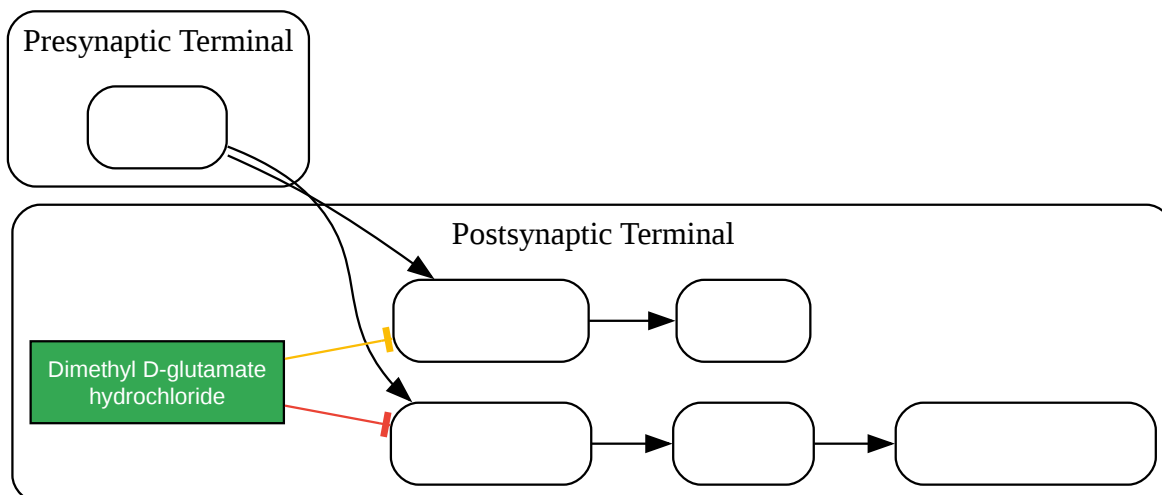 Presynaptic Terminal
Postsynaptic Terminal
Dimethyl D-glutamate
hydrochloride